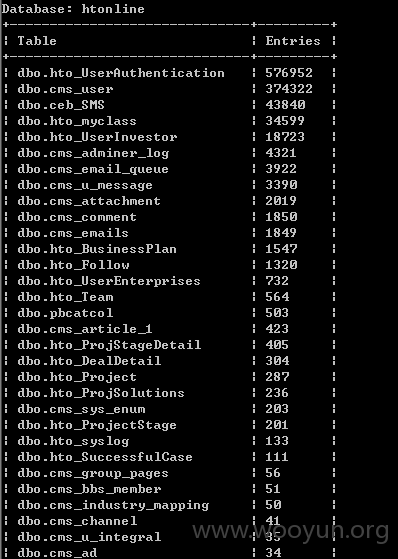 Database: htonline
+------------------------------+---------+
¦ Table ¦ Entries ¦
+------------------------------+---------+
¦ dbo.hto_UserAuthentication ¦ 576952 ¦
¦ dbo.cms_user ¦ 374322 ¦
¦ dbo.ceb_SMS ¦ 43840 ¦
¦ dbo.hto_myclass ¦ 34599 ¦
¦ dbo.hto_UserInvestor ¦ 18723 ¦
¦ dbo.cms_adminer_log ¦ 4321 ¦
¦ dbo.cms_email_queue ¦ 3922 ¦
¦ dbo.cms_u_message ¦ 3390 ¦
¦ dbo.cms_attachment ¦ 2019 ¦
¦ dbo.cms_comment ¦ 1850 ¦
¦ dbo.cms_emails ¦ 1849 ¦
¦ dbo.hto_BusinessPlan ¦ 1547 ¦
¦ dbo.hto_Follow ¦ 1320 ¦
¦ dbo.hto_UserEnterprises ¦ 732 ¦
¦ dbo.hto_Team ¦ 564 ¦
¦ dbo.pbcatcol ¦ 503 ¦
¦ dbo.cms_article_1 ¦ 423 ¦
¦ dbo.hto_ProjStageDetail ¦ 405 ¦
¦ dbo.hto_DealDetail ¦ 304 ¦
¦ dbo.hto_Project ¦ 287 ¦
¦ dbo.hto_ProjSolutions ¦ 236 ¦
¦ dbo.cms_sys_enum ¦ 203 ¦
¦ dbo.hto_ProjectStage ¦ 201 ¦
¦ dbo.hto_syslog ¦ 133 ¦
¦ dbo.hto_SuccessfulCase ¦ 111 ¦
¦ dbo.cms_group_pages ¦ 56 ¦
¦ dbo.cms_bbs_member ¦ 51 ¦
¦ dbo.cms_industry_mapping ¦ 50 ¦
¦ dbo.cms_channel ¦ 41 ¦
¦ dbo.cms_u_integral ¦ 35 ¦
¦ dbo.cms_ad ¦ 34 ¦
www.wooyun.org